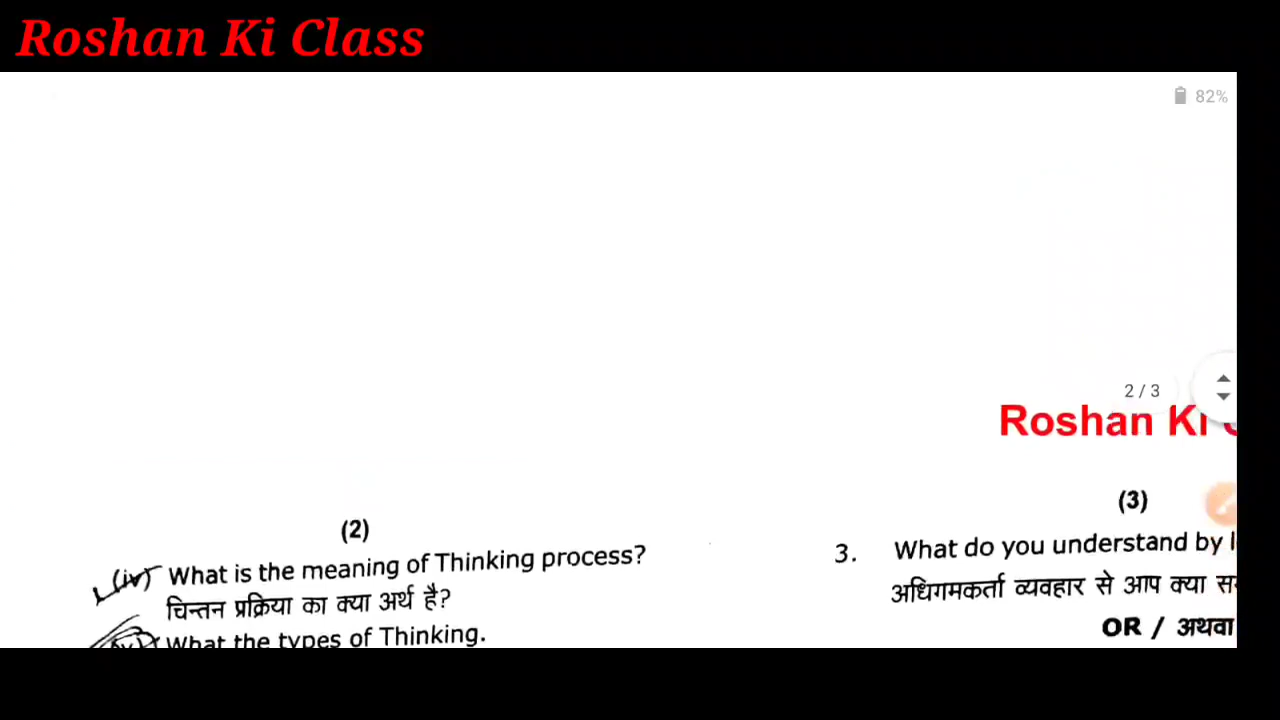 Roshan Ki Class
82%
2 / 3
Roshan Ki
(2)
(iv) What is the meaning of Thinking process?
चिन्तन प्रक्रिया का क्या अर्थ है?
(v) What the types of Thinking.
(3)
3. What do you understand by
अधिगमकर्ता व्यवहार से आप क्या
OR / अथवा